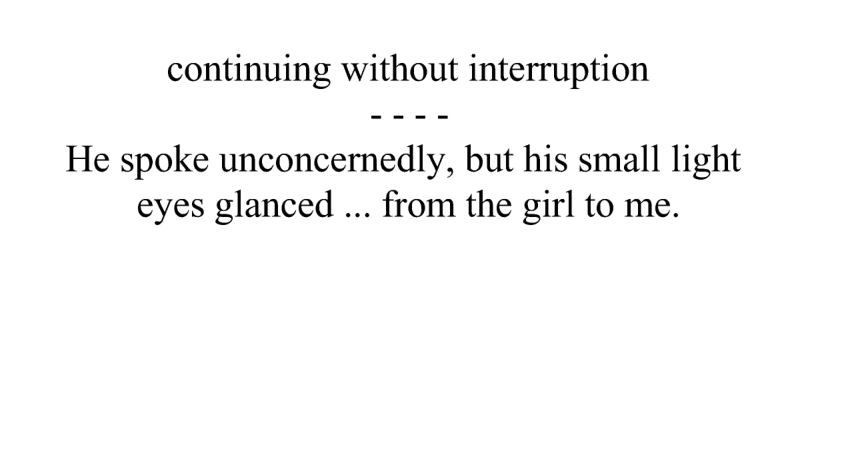 continuing without interruption
- - - -
He spoke unconcernedly, but his small light
eyes glanced ... from the girl to me.